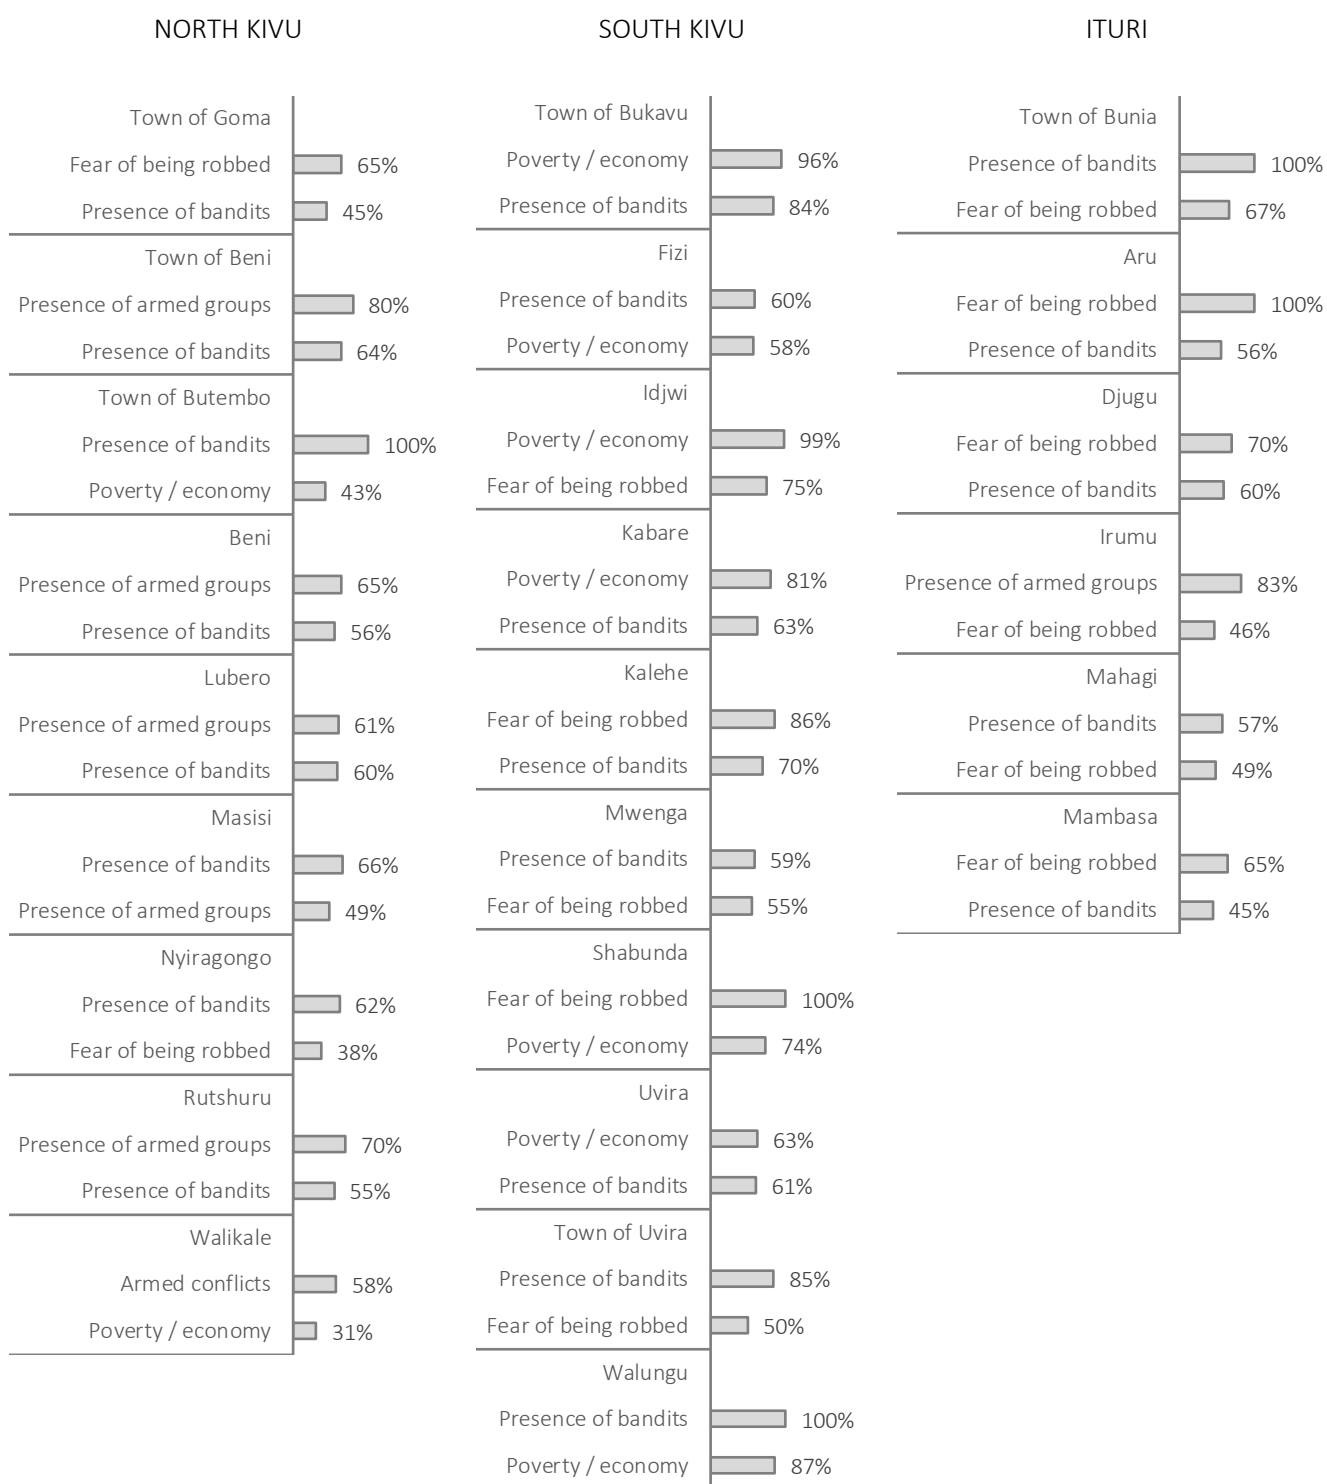 NORTH KIVU
Town of Goma
Fear of being robbed 65%
Presence of bandits 45%
Town of Beni
Presence of armed groups 80%
Presence of bandits 64%
Town of Butembo
Presence of bandits 100%
Poverty / economy 43%
Beni
Presence of armed groups 65%
Presence of bandits 56%
Lubero
Presence of armed groups 61%
Presence of bandits 60%
Masisi
Presence of bandits 66%
Presence of armed groups 49%
Nyiragongo
Presence of bandits 62%
Fear of being robbed 38%
Rutshuru
Presence of armed groups 70%
Presence of bandits 55%
Walikale
Armed conflicts 58%
Poverty / economy 31%
SOUTH KIVU
Town of Bukavu
Poverty / economy 96%
Presence of bandits 84%
Fizi
Presence of bandits 60%
Poverty / economy 58%
Idjwi
Poverty / economy 99%
Fear of being robbed 75%
Kabare
Poverty / economy 81%
Presence of bandits 63%
Kalehe
Fear of being robbed 86%
Presence of bandits 70%
Mwenga
Presence of bandits 59%
Fear of being robbed 55%
Shabunda
Fear of being robbed 100%
Poverty / economy 74%
Uvira
Poverty / economy 63%
Presence of bandits 61%
Town of Uvira
Presence of bandits 85%
Fear of being robbed 50%
Walungu
Presence of bandits 100%
Poverty / economy 87%
ITURI
Town of Bunia
Presence of bandits 100%
Fear of being robbed 67%
Aru
Fear of being robbed 100%
Presence of bandits 56%
Djugu
Fear of being robbed 70%
Presence of bandits 60%
Irumu
Presence of armed groups 83%
Fear of being robbed 46%
Mahagi
Presence of bandits 57%
Fear of being robbed 49%
Mambasa
Fear of being robbed 65%
Presence of bandits 45%